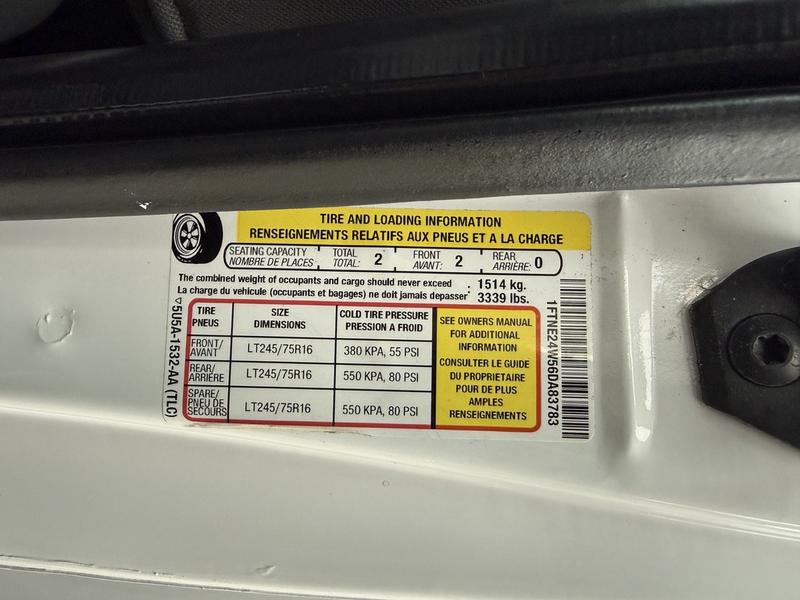 TIRE AND LOADING INFORMATION
RENSEIGNEMENTS RELATIFS AUX PNEUS ET A LA CHARGE
SEATING CAPACITY
NOMBRE DE PLACES
TOTAL
TOTAL: 2
FRONT
AVANT: 2
REAR
ARRIÈRE: 0
The combined weight of occupants and cargo should never exceed : 1514 kg.
La charge du véhicule (occupants et bagages) ne doit jamais depasser : 3339 lbs.
TIRE
PNEUS
SIZE
DIMENSIONS
COLD TIRE PRESSURE
PRESSION A FROID
FRONT/
AVANT
LT245/75R16
380 KPA, 55 PSI
REAR/
ARRIÈRE
LT245/75R16
550 KPA, 80 PSI
SPARE/
PNEU DE
SECOURS
LT245/75R16
550 KPA, 80 PSI
SEE OWNERS MANUAL
FOR ADDITIONAL
INFORMATION
CONSULTER LE GUIDE
DU PROPRIETAIRE
POUR DE PLUS
AMPLES
RENSEIGNEMENTS
5U5A-1532-AA (TLC)
1FTNE24W56DA83783